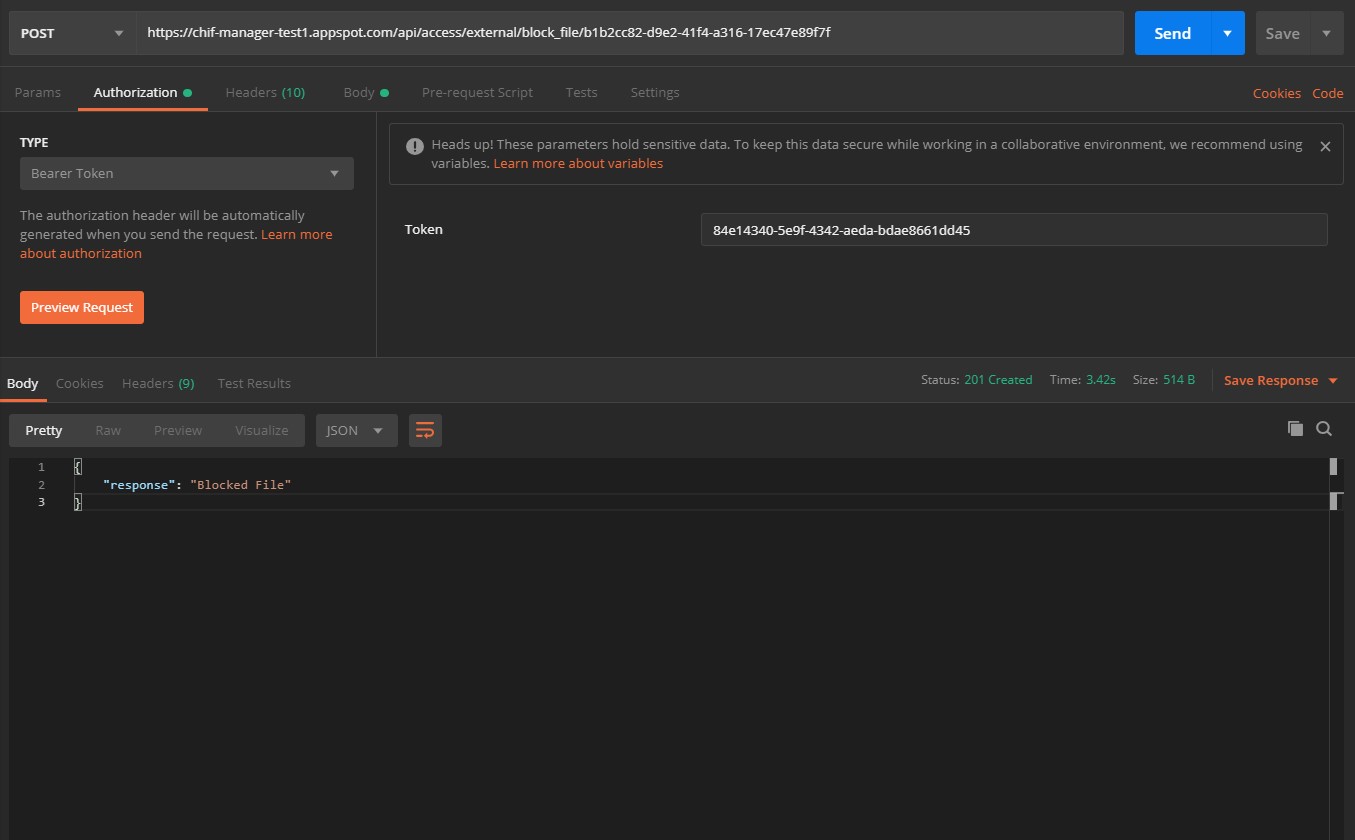 POST
https://chif-manager-test1.appspot.com/api/access/external/block_file/b1b2cc82-d9e2-41f4-a316-17ec47e89f7f
Send
Save
Params Authorization Headers (10) Body Pre-request Script Tests Settings Cookies Code
TYPE
Bearer Token
The authorization header will be automatically
generated when you send the request. Learn more
about authorization
Preview Request
Heads up! These parameters hold sensitive data. To keep this data secure while working in a collaborative environment, we recommend using
variables. Learn more about variables
Token 84e14340-5e9f-4342-aeda-bdae8661dd45
Body Cookies Headers (9) Test Results Status: 201 Created Time: 3.42s Size: 514 B Save Response
Pretty Raw Preview Visualize JSON
1 {
2 "response": "Blocked File"
3 }